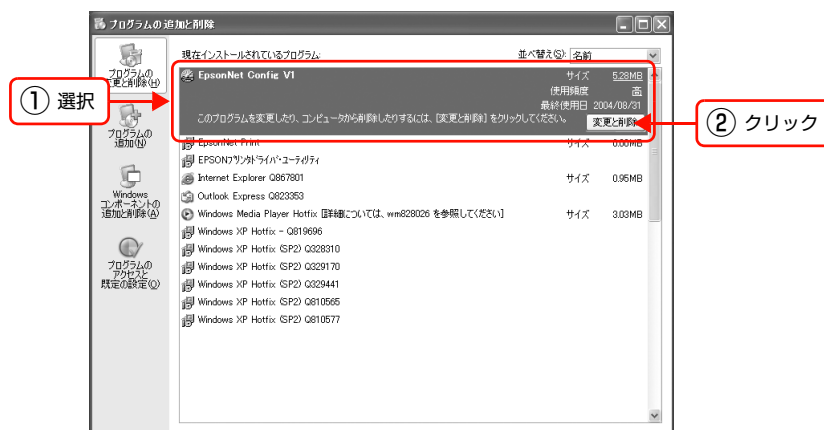 プログラムの追加と削除
現在インストールされているプログラム:
並べ替え(S):
名前
プログラムの
変更と削除(H)
プログラムの
追加(N)
Windows
コンポーネントの
追加と削除(A)
プログラムの
アクセスと
既定の設定(O)
① 選択
EpsonNet Config V1
サイズ 5.28MB
使用頻度 高
最終使用日 2004/08/31
このプログラムを変更したり、コンピュータから削除したりするには、[変更と削除] をクリックしてください。
変更と削除
② クリック
EpsonNet Print サイズ 0.06MB
EPSONプリンタドライバ・ユーティリティ
Internet Explorer Q867801 サイズ 0.95MB
Outlook Express Q823353
Windows Media Player Hotfix [詳細については、wm828026 を参照してください] サイズ 3.03MB
Windows XP Hotfix - Q819696
Windows XP Hotfix (SP2) Q328310
Windows XP Hotfix (SP2) Q329170
Windows XP Hotfix (SP2) Q329441
Windows XP Hotfix (SP2) Q810565
Windows XP Hotfix (SP2) Q810577